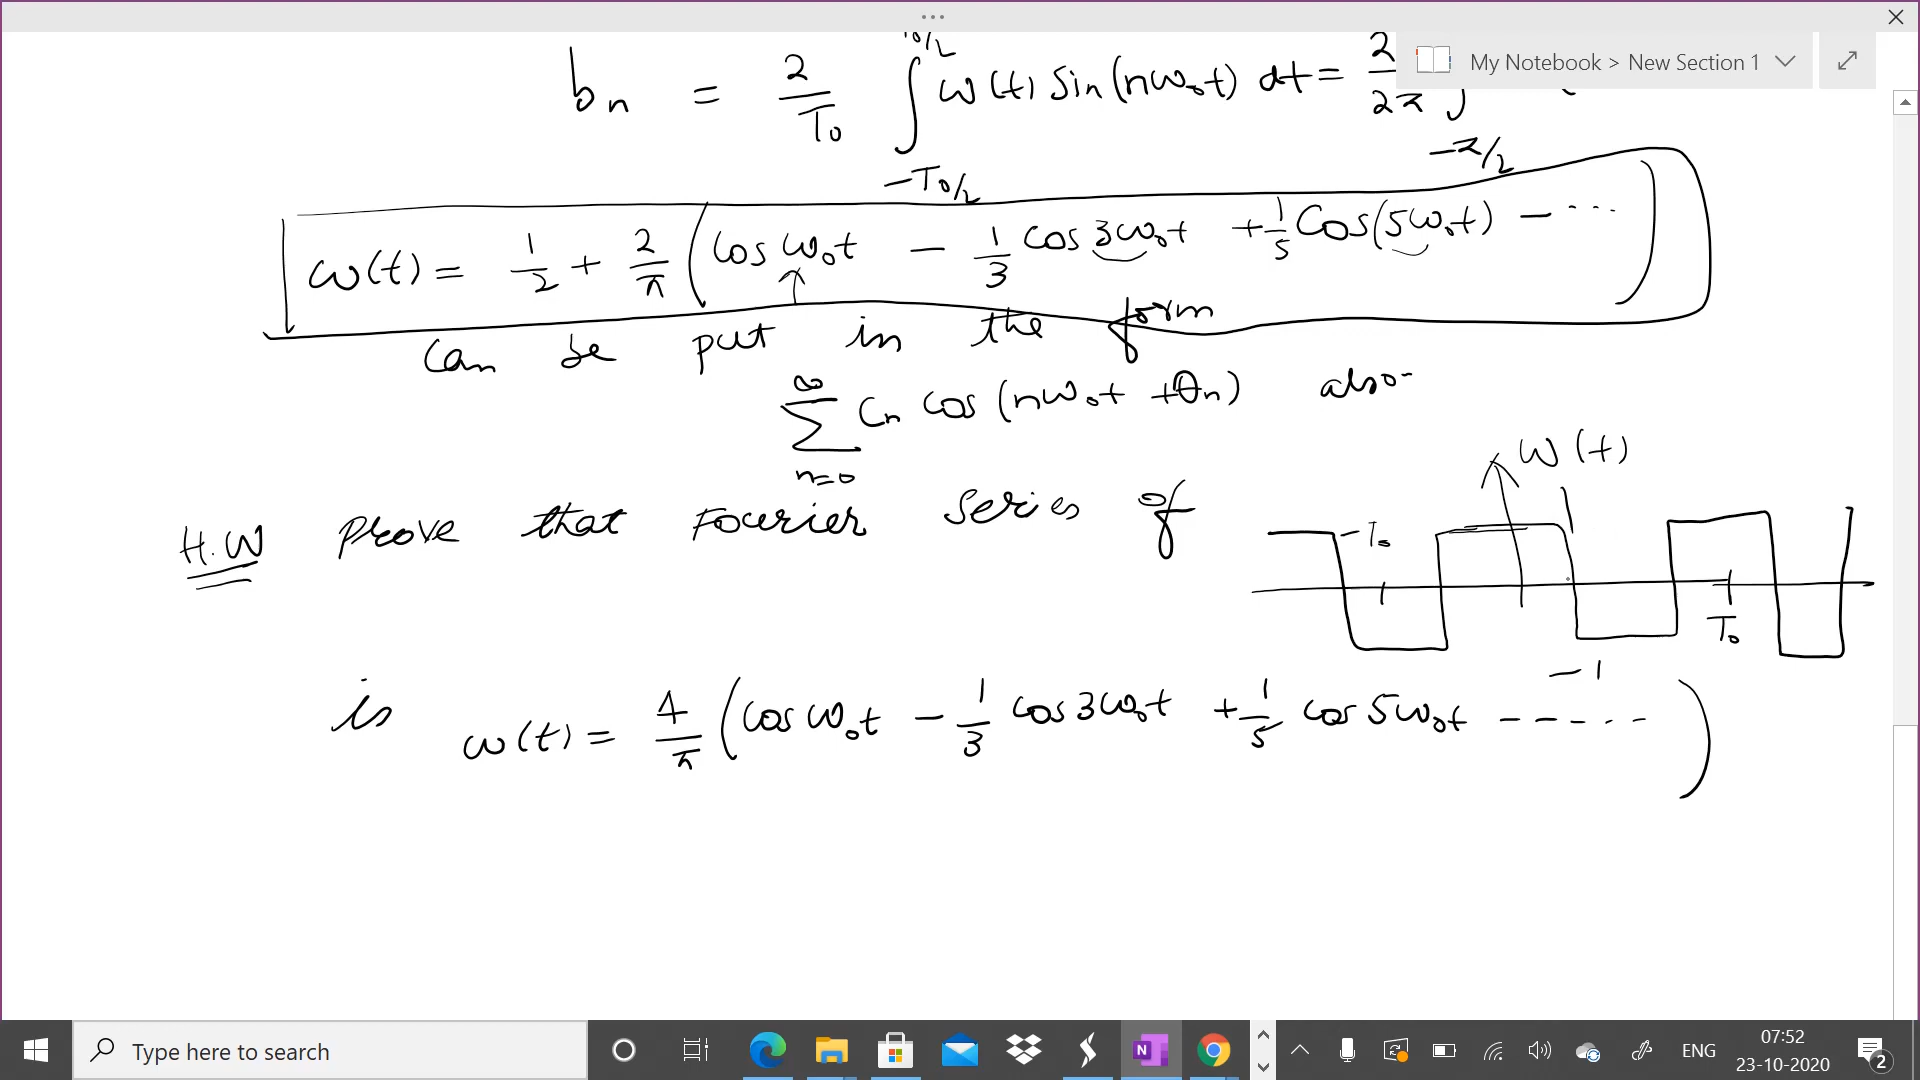 My Notebook > New Section 1
bn = 2/T₀ ∫ w(t) Sin(nω₀t) dt = 2/2π ∫
-T₀/2
-π/2
w(t) = 1/2 + 2/π (cos ω₀t - 1/3 cos 3ω₀t + 1/5 Cos(5ω₀t) - ...)
can be put in the form
∞
∑ Cn cos (nω₀t + θn) also
n=0
w(t)
H.W Prove that Fourier Series of
-T₀
T₀
-1
is w(t) = 4/π (cos ω₀t - 1/3 cos 3ω₀t + 1/5 cos 5ω₀t - - - - - -)
Type here to search
ENG
07:52
23-10-2020
2